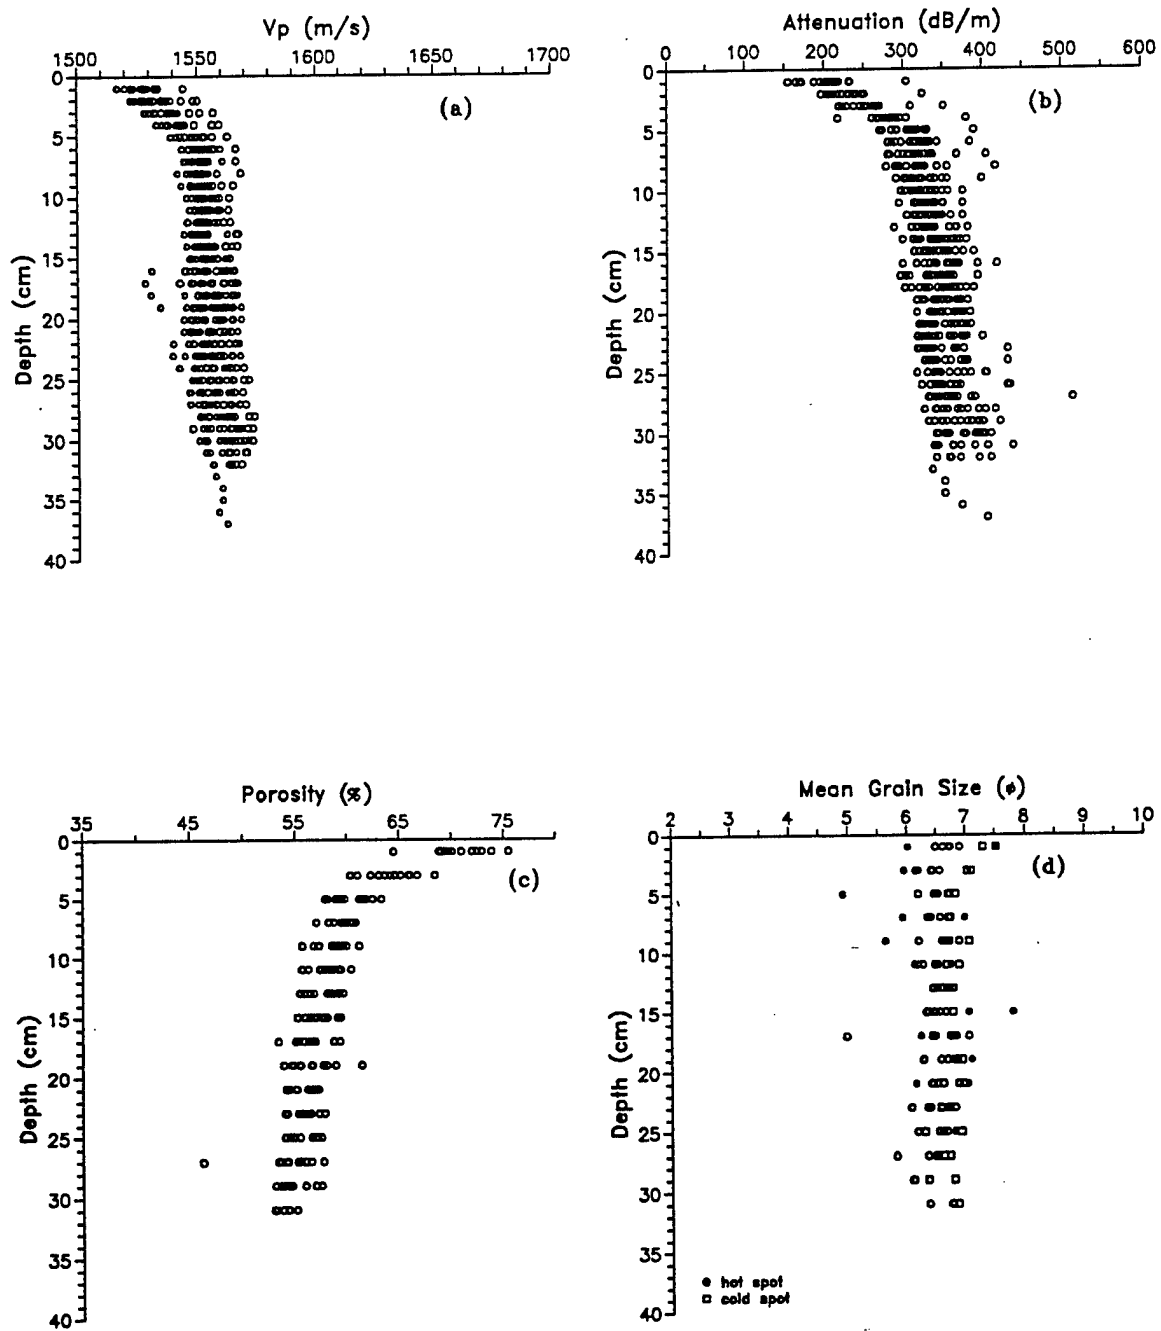 Vp (m/s)
1500 1550 1600 1650 1700
0
5
10
15
20
25
30
35
40
Depth (cm)
(a)
Attenuation (dB/m)
0 100 200 300 400 500 600
0
5
10
15
20
25
30
35
40
Depth (cm)
(b)
Porosity (%)
35 45 55 65 75
0
5
10
15
20
25
30
35
40
Depth (cm)
(c)
Mean Grain Size (ϕ)
2 3 4 5 6 7 8 9 10
0
5
10
15
20
25
30
35
40
Depth (cm)
(d)
hot spot
cold spot